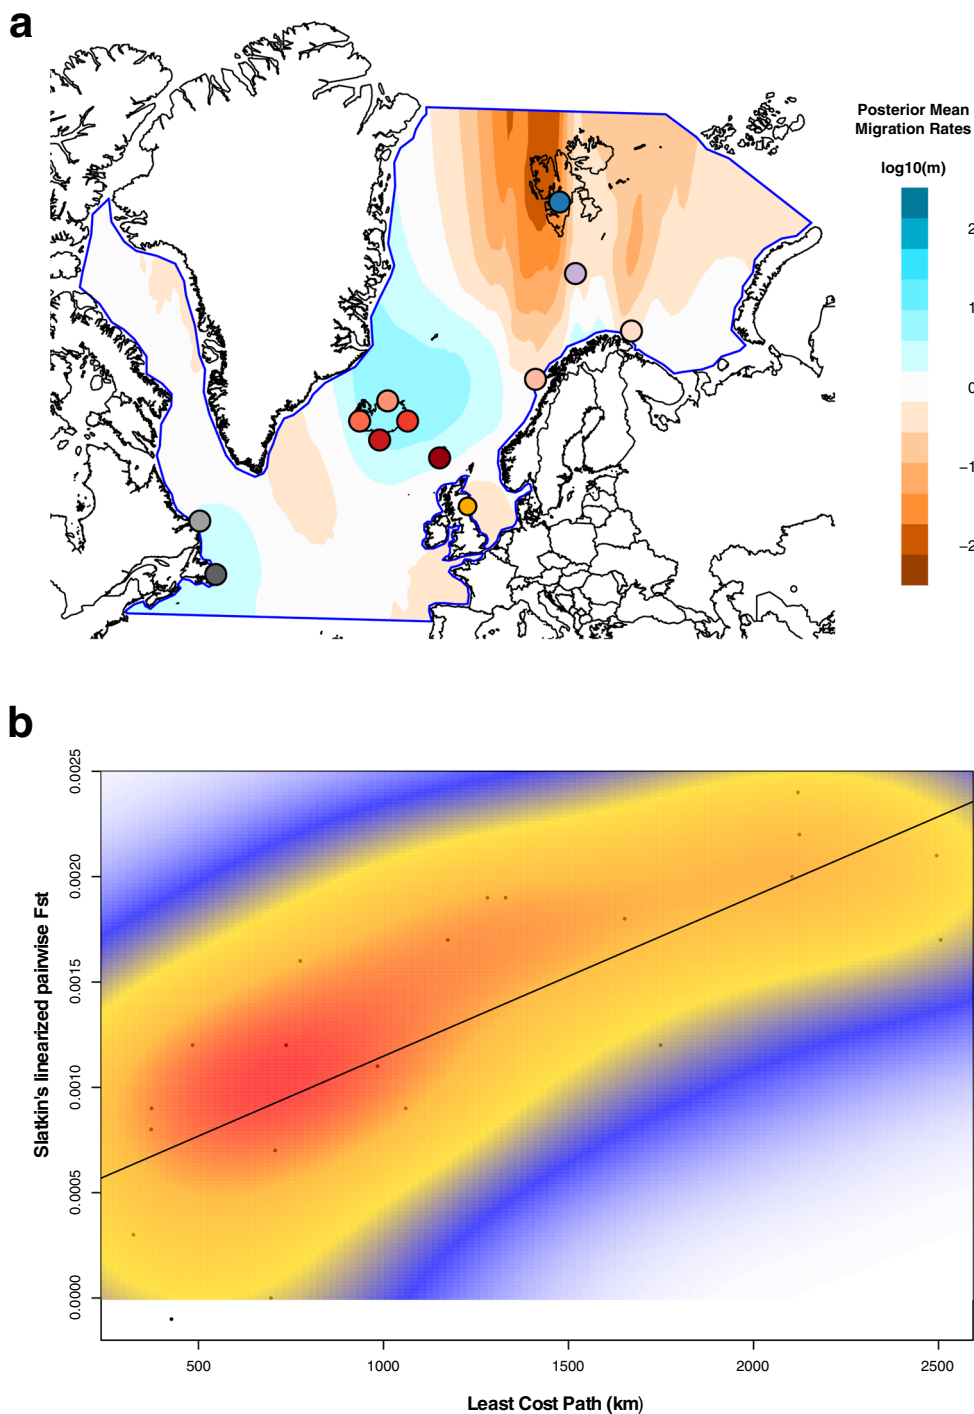 a
Posterior Mean
Migration Rates
log10(m)
2
1
0
−1
−2
b
Slatkin's linearized pairwise Fst
0.0025
0.0020
0.0015
0.0010
0.0005
0.0000
500 1000 1500 2000 2500
Least Cost Path (km)